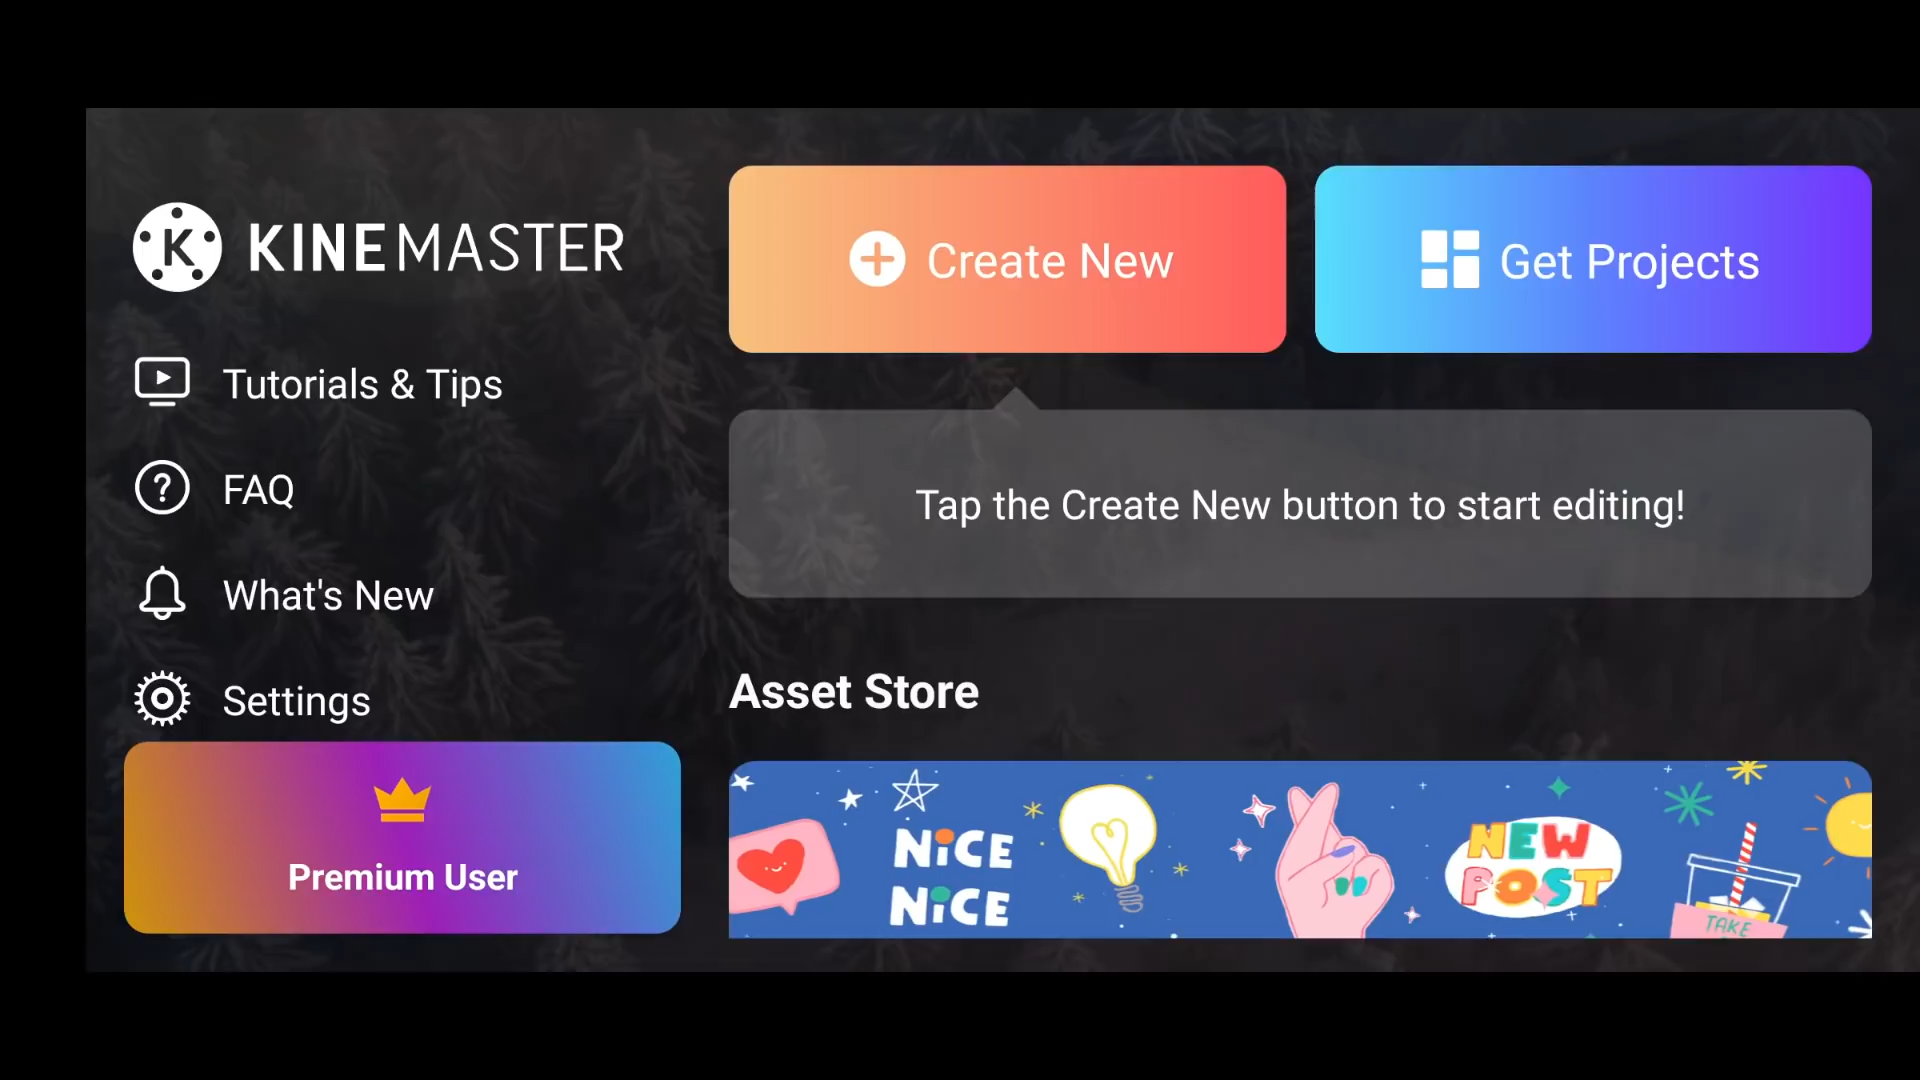 KINEMASTER
Tutorials & Tips
FAQ
What's New
Settings
Premium User
Create New
Get Projects
Tap the Create New button to start editing!
Asset Store
NiCE
NiCE
NEW
POST
TAKE